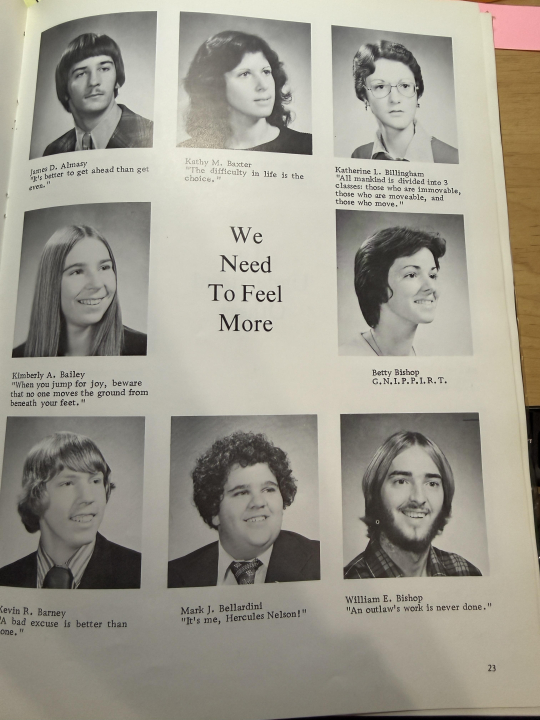 James D. Almasy
"It's better to get ahead than get
even."
Kathy M. Baxter
"The difficulty in life is the
choice."
Katherine L. Billingham
"All mankind is divided into 3
classes: those who are immovable,
those who are moveable, and
those who move."
We
Need
To Feel
More
Kimberly A. Bailey
"When you jump for joy, beware
that no one moves the ground from
beneath your feet."
Betty Bishop
G.N.I.P.P.I.R.T.
Kevin R. Barney
"A bad excuse is better than
one."
Mark J. Bellardini
"It's me, Hercules Nelson!"
William E. Bishop
"An outlaw's work is never done."
23